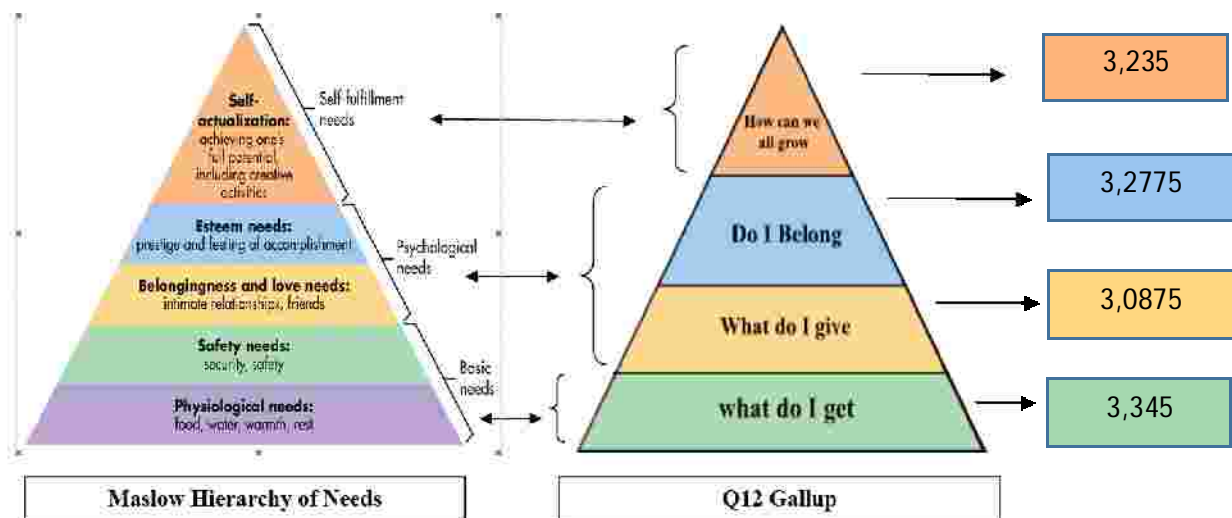 Self-
actualization:
achieving one's
full potential,
including creative
activities
Esteem needs:
prestige and feeling of accomplishment
Belongingness and love needs:
intimate relationships, friends
Safety needs:
security, safety
Physiological needs:
food, water, warmth, rest
Self-fulfillment
needs
Psychological
needs
Basic
needs
Maslow Hierarchy of Needs
How can we
all grow
Do I Belong
What do I give
what do I get
Q12 Gallup
3,235
3,2775
3,0875
3,345